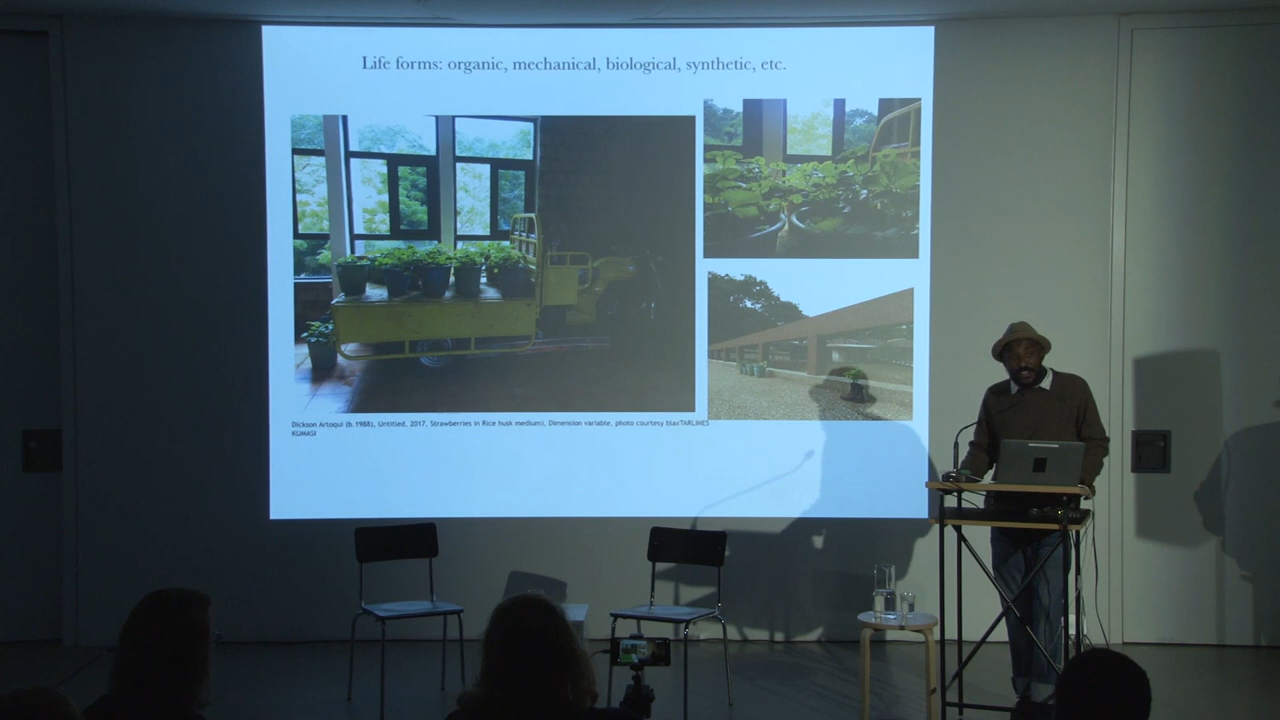 Life forms: organic, mechanical, biological, synthetic, etc.
Dickson Artoqui (b.1988), Untitled, 2017, Strawberries in Rice husk medium), Dimension variable, photo courtesy blaxTARLINES
KUMASI